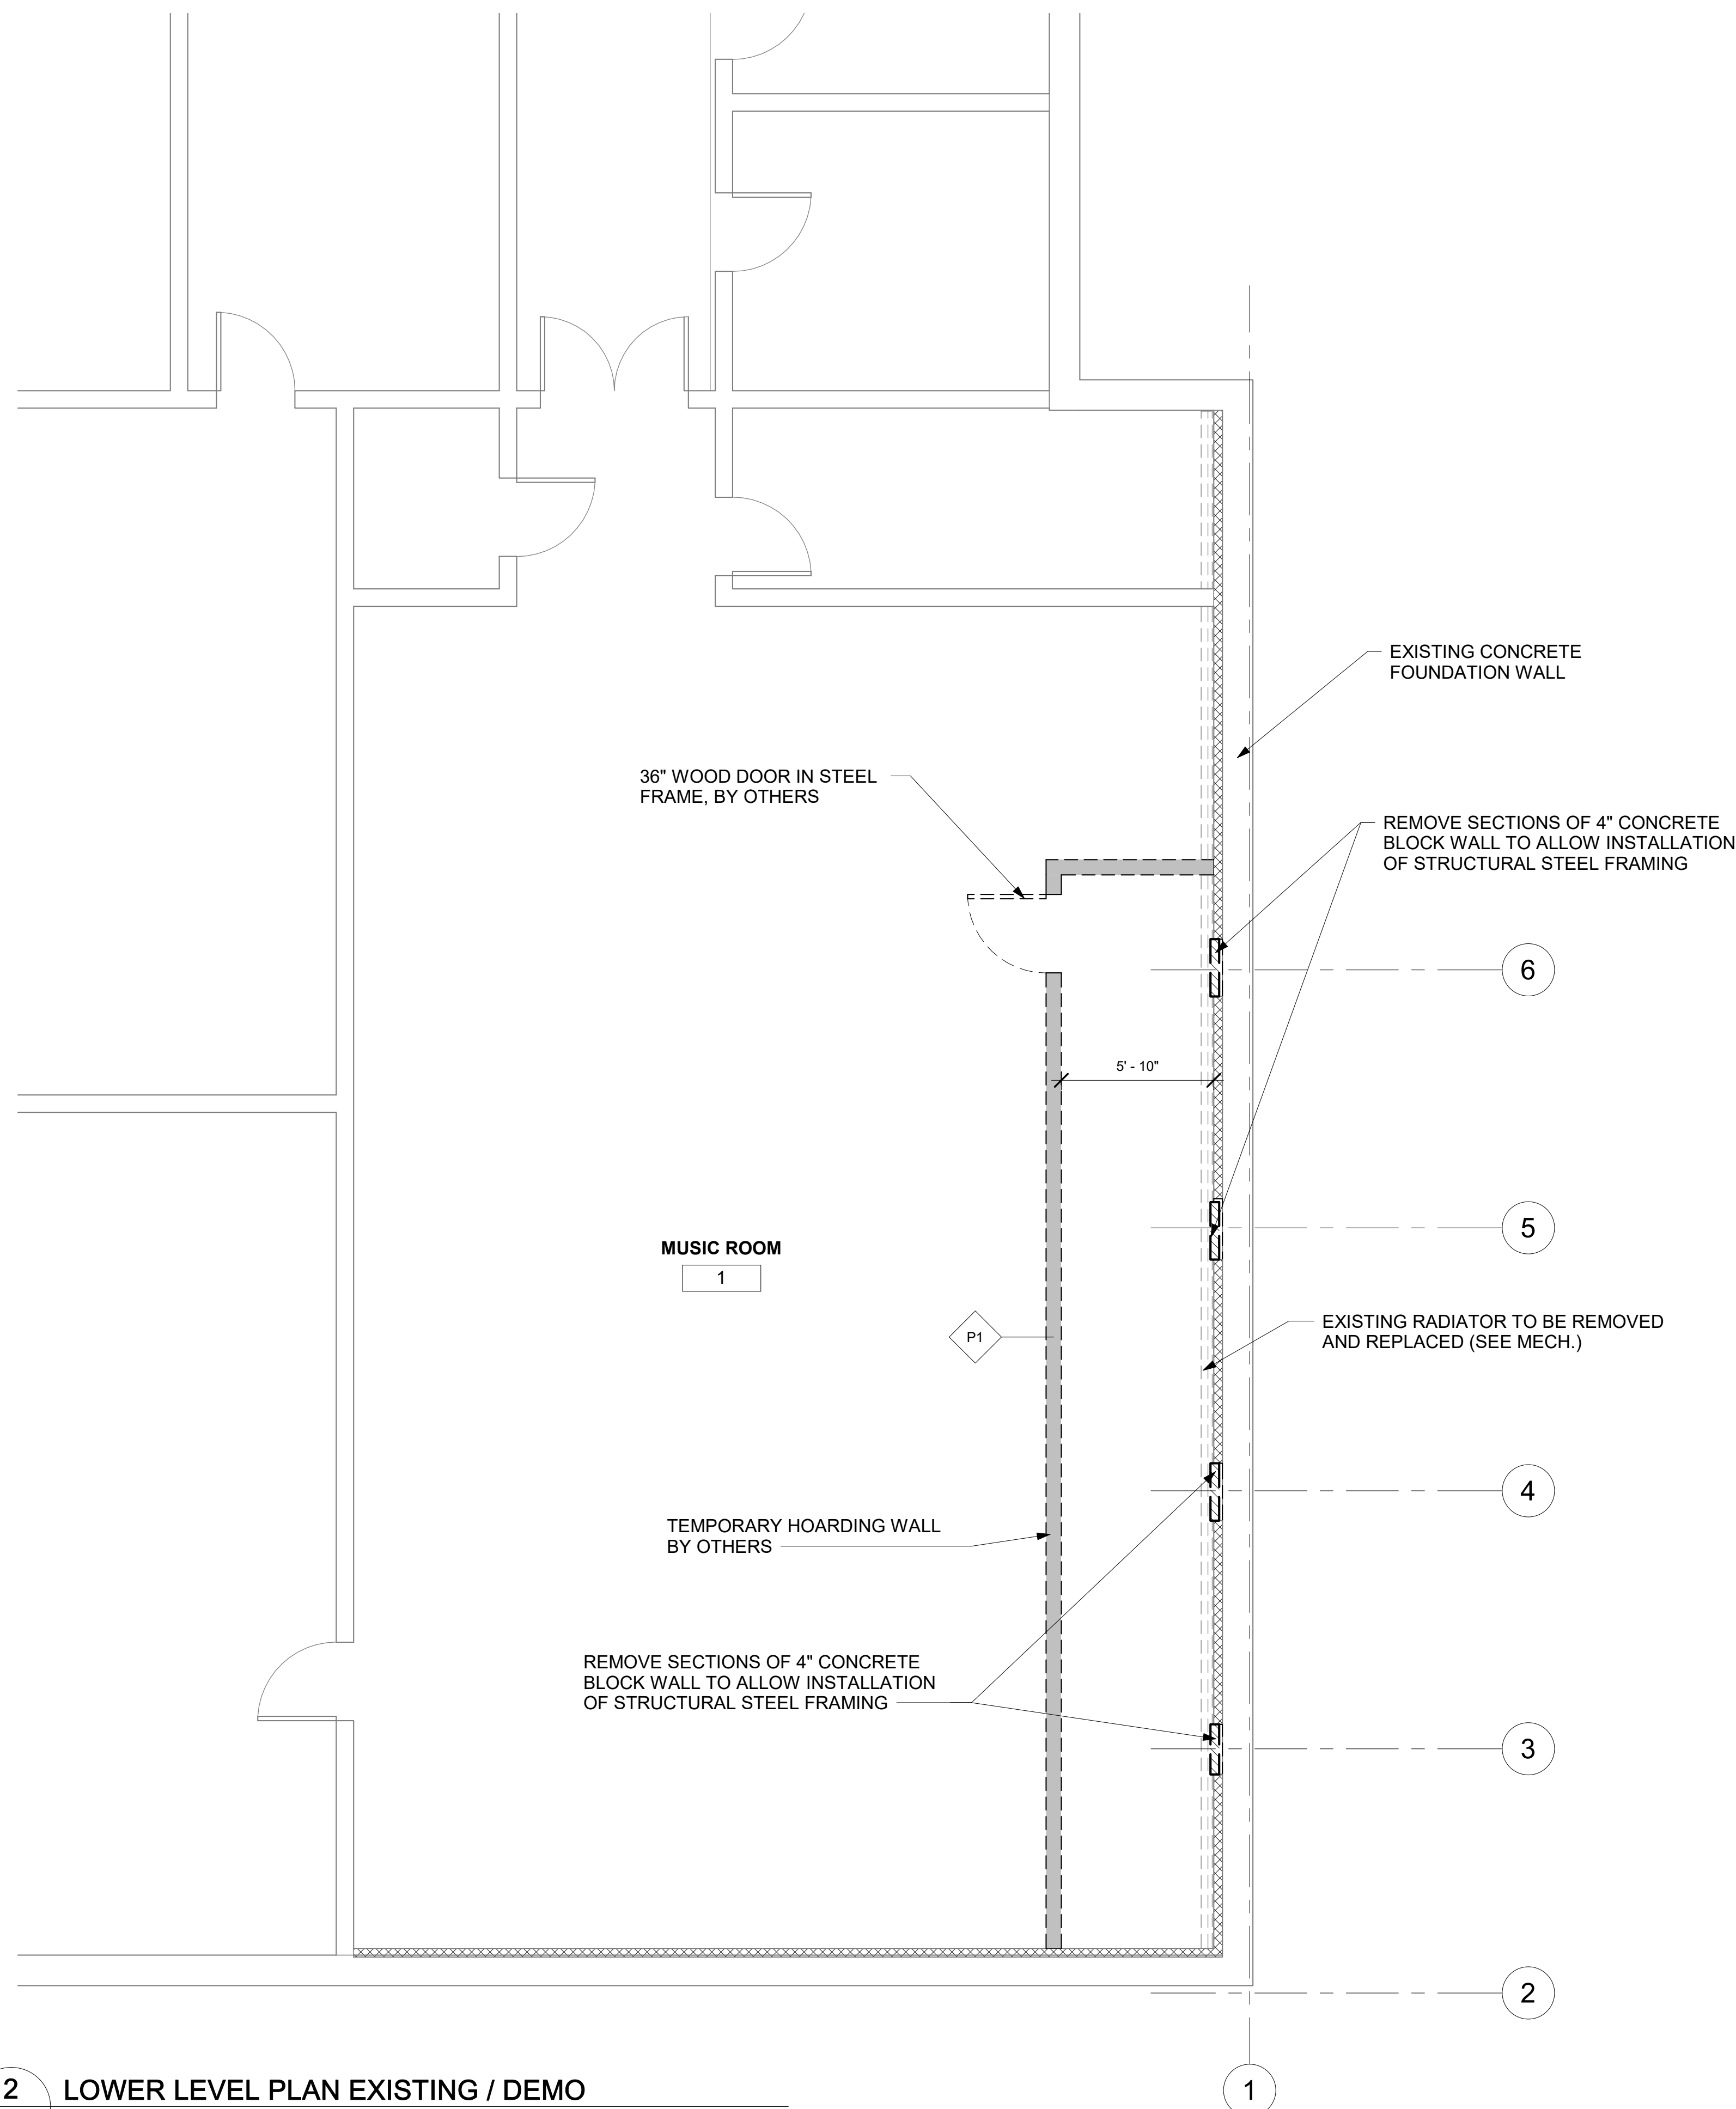 EXISTING CONCRETE
FOUNDATION WALL
36" WOOD DOOR IN STEEL
FRAME, BY OTHERS
REMOVE SECTIONS OF 4" CONCRETE
BLOCK WALL TO ALLOW INSTALLATION
OF STRUCTURAL STEEL FRAMING
6
5' - 10"
5
MUSIC ROOM
1
EXISTING RADIATOR TO BE REMOVED
AND REPLACED (SEE MECH.)
P1
4
TEMPORARY HOARDING WALL
BY OTHERS
REMOVE SECTIONS OF 4" CONCRETE
BLOCK WALL TO ALLOW INSTALLATION
OF STRUCTURAL STEEL FRAMING
3
2
2 LOWER LEVEL PLAN EXISTING / DEMO
1